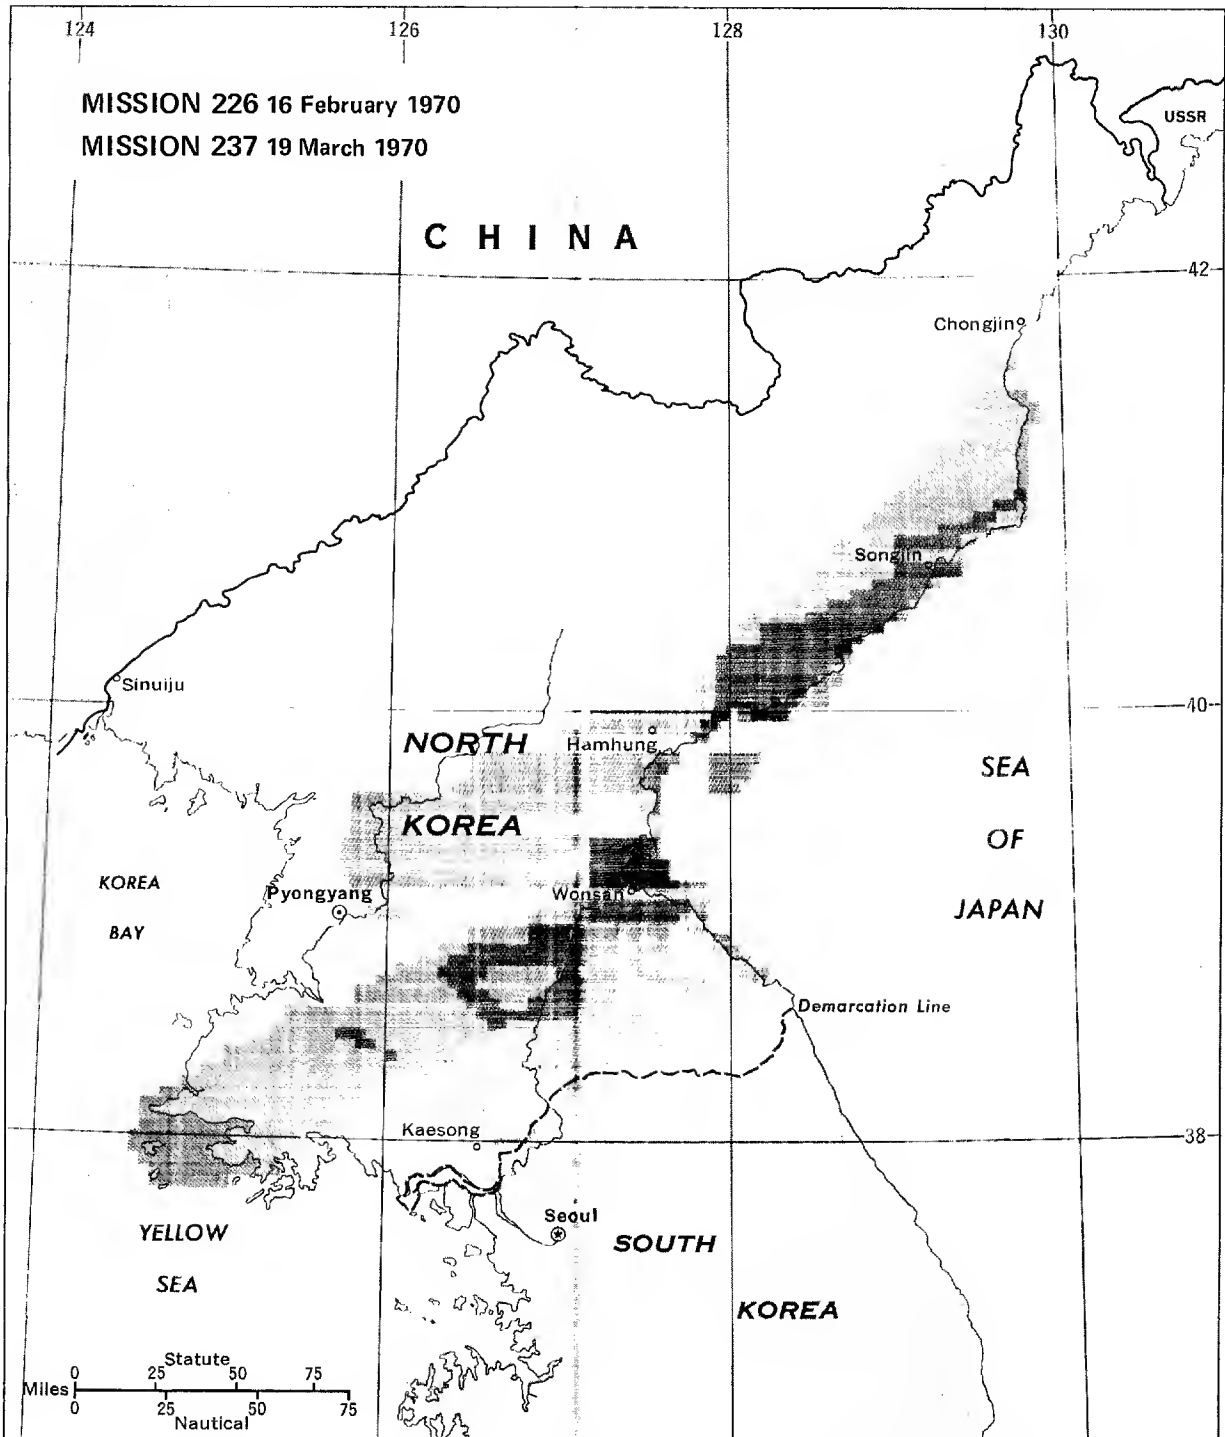 124 126 128 130
MISSION 226 16 February 1970
MISSION 237 19 March 1970
USSR
CHINA
42
Chongjin
Songjin
Sinuiju
40
NORTH
Hamhung
SEA
KOREA
OF
KOREA
Pyongyang
Wonsan
JAPAN
BAY
Demarcation Line
Kaesong
38
Seoul
YELLOW
SOUTH
SEA
KOREA
Statute
0 25 50 75
Miles
0 25 50 75
Nautical